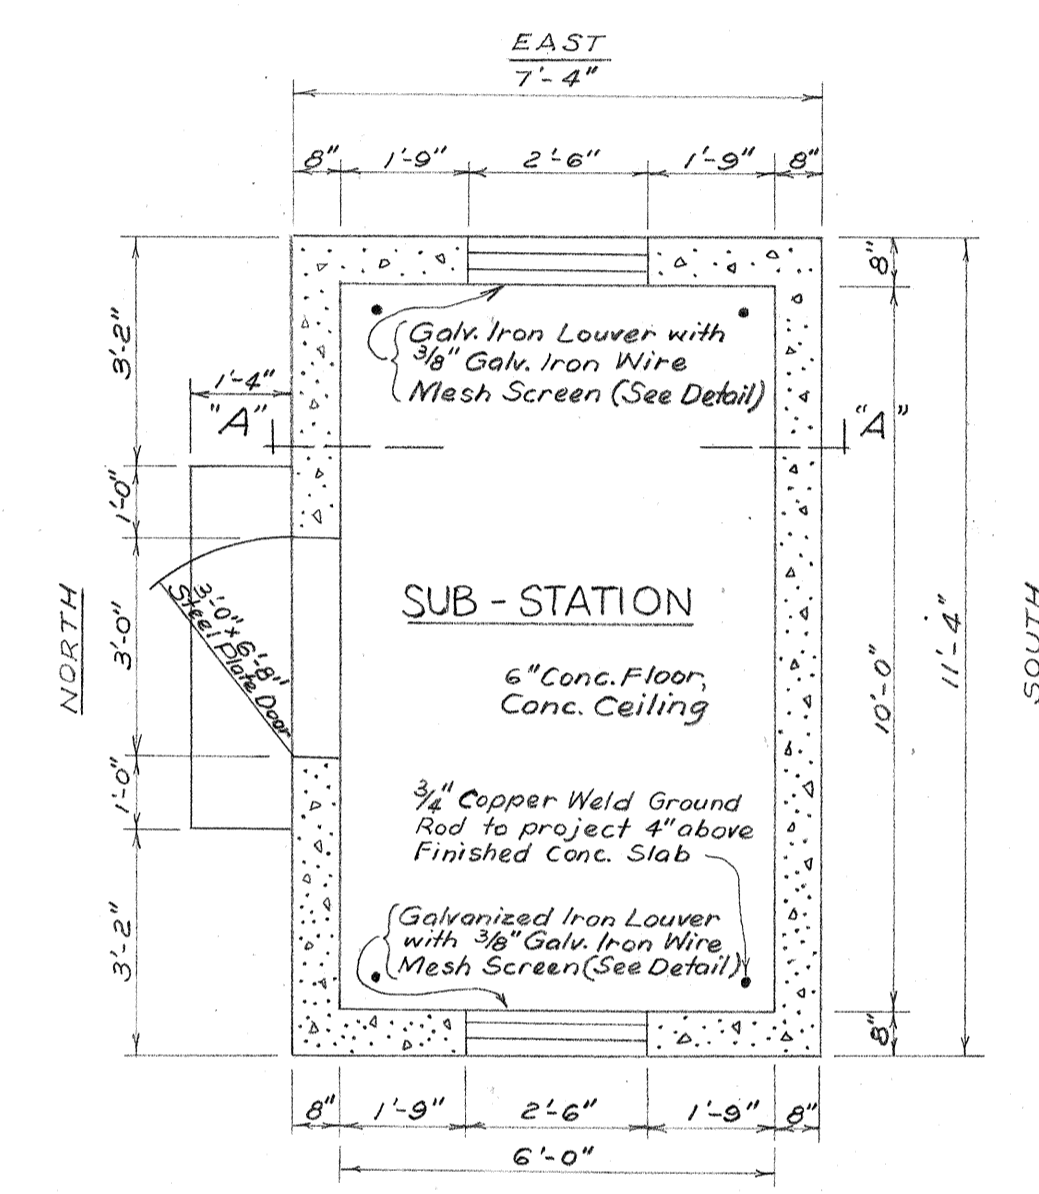 EAST
7'-4"
8" 1'-9" 2'-6" 1'-9" 8"
8"
3'-2"
Galv. Iron Louver with
3/8" Galv. Iron Wire
Mesh Screen (See Detail)
1'-4"
"A" "A"
1'-0"
NORTH
3'-0"
3'-0" x 6'-8"
Steel Plate Door
SUB - STATION
6" Conc. Floor,
Conc. Ceiling
10'-0"
11'-4"
SOUTH
1'-0"
3/4" Copper Weld Ground
Rod to project 4" above
Finished Conc. Slab
3'-2"
Galvanized Iron Louver
with 3/8" Galv. Iron Wire
Mesh Screen (See Detail)
8"
8" 1'-9" 2'-6" 1'-9" 8"
6'-0"